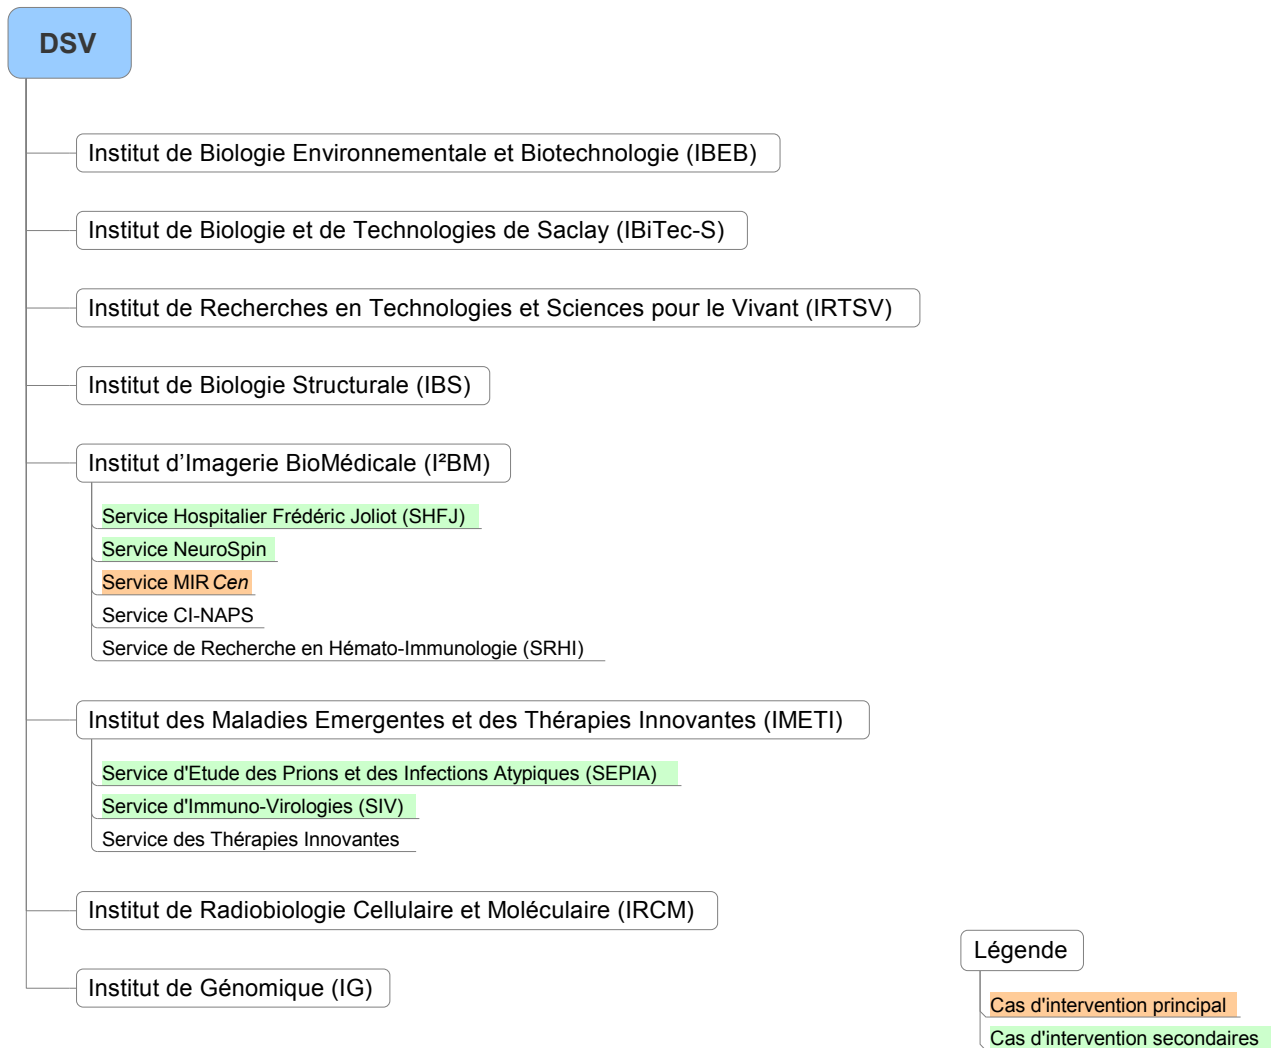 DSV
Institut de Biologie Environnementale et Biotechnologie (IBEB)
Institut de Biologie et de Technologies de Saclay (IBiTec-S)
Institut de Recherches en Technologies et Sciences pour le Vivant (IRTSV)
Institut de Biologie Structurale (IBS)
Institut d’Imagerie BioMédicale (I²BM)
Service Hospitalier Frédéric Joliot (SHFJ)
Service NeuroSpin
Service MIRCen
Service CI-NAPS
Service de Recherche en Hémato-Immunologie (SRHI)
Institut des Maladies Emergentes et des Thérapies Innovantes (IMETI)
Service d'Etude des Prions et des Infections Atypiques (SEPIA)
Service d'Immuno-Virologies (SIV)
Service des Thérapies Innovantes
Institut de Radiobiologie Cellulaire et Moléculaire (IRCM)
Institut de Génomique (IG)
Légende
Cas d'intervention principal
Cas d'intervention secondaires